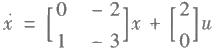 ẋ = [0 −2; 1 −3]x + [2; 0]u